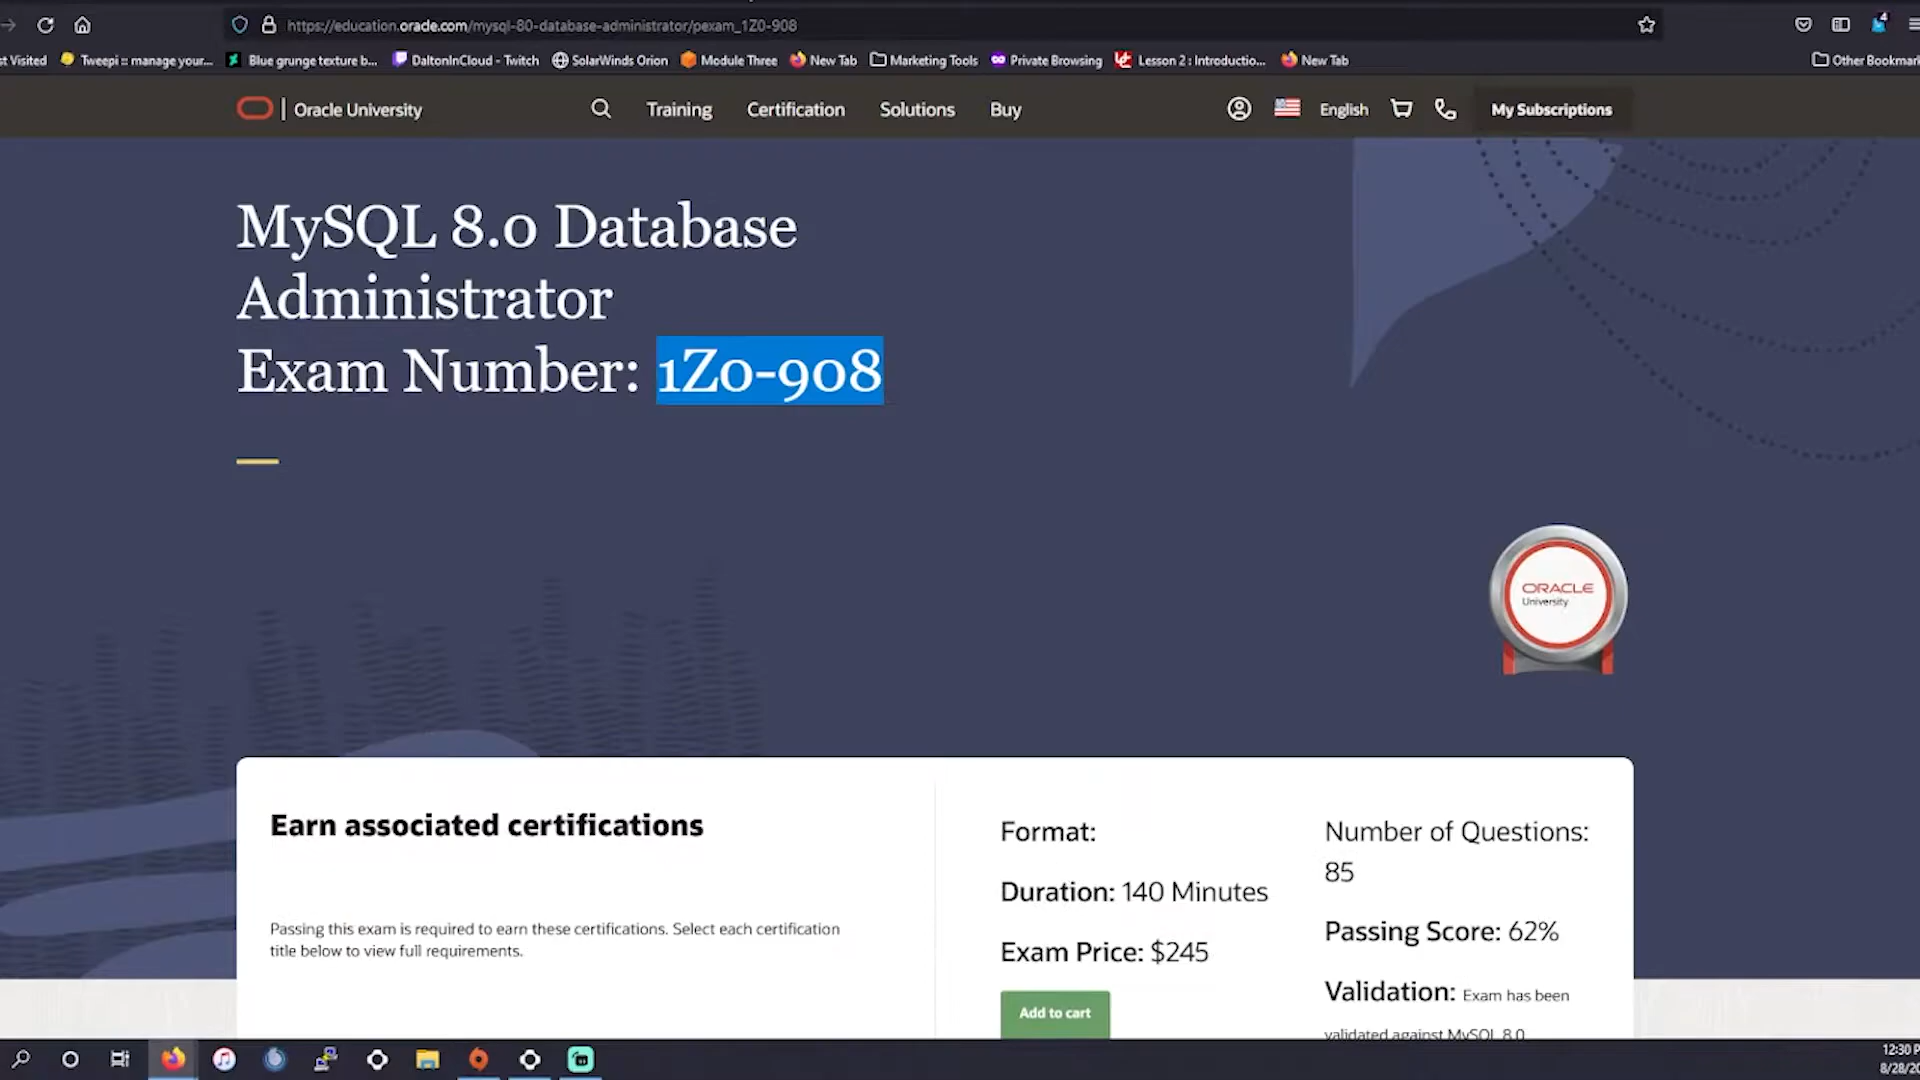 https://education.oracle.com/mysql-80-database-administrator/pexam_1Z0-908
4
st Visited Tweepi :: manage your... Blue grunge texture b... DaltonInCloud - Twitch SolarWinds Orion Module Three New Tab Marketing Tools Private Browsing Lesson 2 : Introductio... New Tab Other Bookmark
Oracle University Training Certification Solutions Buy English My Subscriptions
MySQL 8.0 Database
Administrator
Exam Number: 1Z0-908
ORACLE
University
Earn associated certifications
Passing this exam is required to earn these certifications. Select each certification
title below to view full requirements.
Format:
Duration: 140 Minutes
Exam Price: $245
Add to cart
Number of Questions:
85
Passing Score: 62%
Validation: Exam has been
validated against MySQL 8.0
12:30 P
8/28/20